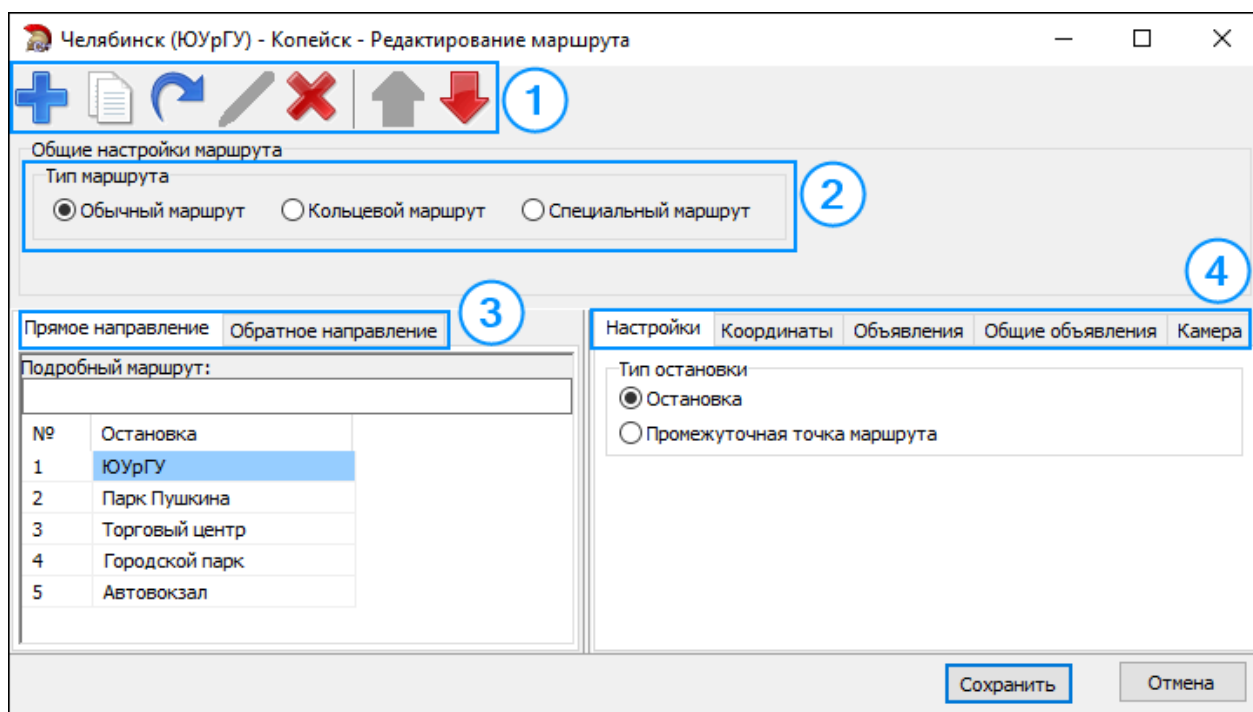 Челябинск (ЮУрГУ) - Копейск - Редактирование маршрута
1
Общие настройки маршрута
Тип маршрута
Обычный маршрут Кольцевой маршрут Специальный маршрут
2
4
3
Прямое направление Обратное направление
Настройки Координаты Объявления Общие объявления Камера
Подробный маршрут:
№ Остановка
1 ЮУрГУ
2 Парк Пушкина
3 Торговый центр
4 Городской парк
5 Автовокзал
Тип остановки
Остановка
Промежуточная точка маршрута
Сохранить Отмена